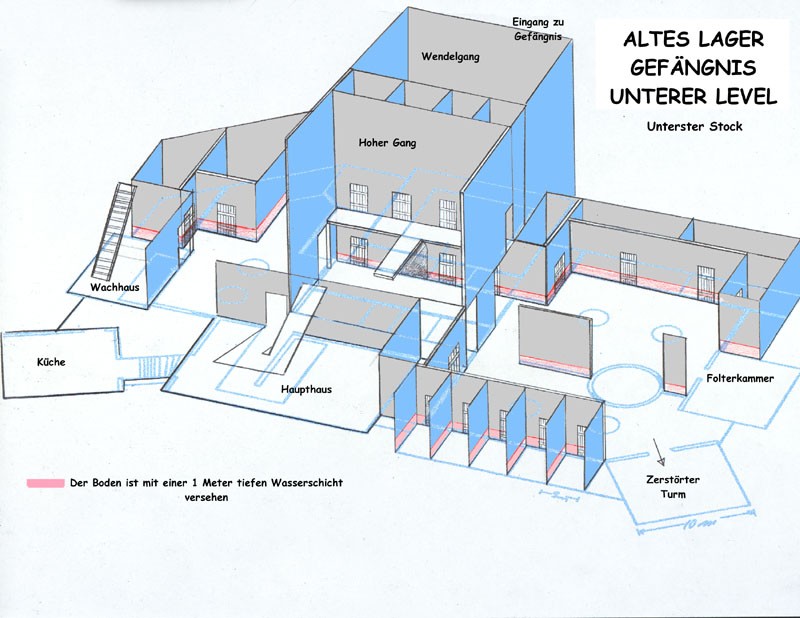 Eingang zu
Gefängnis
ALTES LAGER
GEFÄNGNIS
UNTERER LEVEL
Unterster Stock
Wendelgang
Hoher Gang
Wachhaus
Küche
Haupthaus
Folterkammer
Zerstörter
Turm
Der Boden ist mit einer 1 Meter tiefen Wasserschicht
versehen